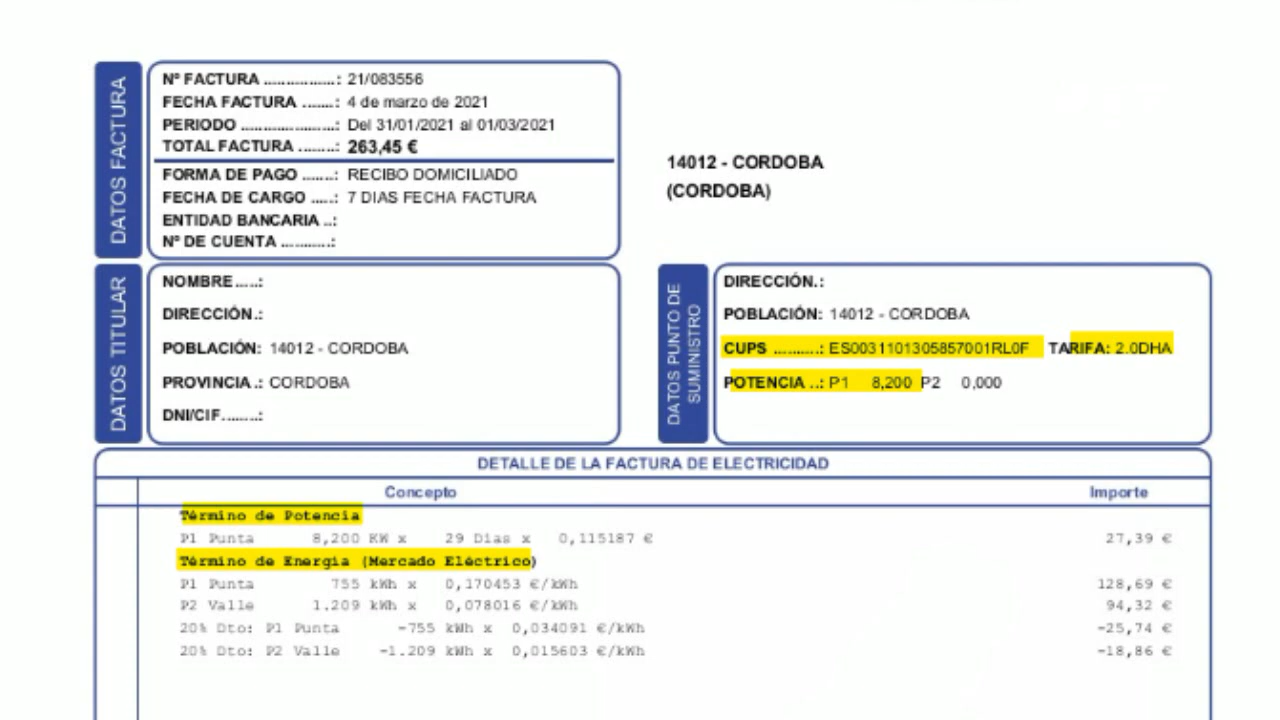 DATOS FACTURA
Nº FACTURA ................: 21/083556
FECHA FACTURA .......: 4 de marzo de 2021
PERIODO ......................: Del 31/01/2021 al 01/03/2021
TOTAL FACTURA ........: 263,45 €
FORMA DE PAGO .......: RECIBO DOMICILIADO
FECHA DE CARGO .....: 7 DIAS FECHA FACTURA
ENTIDAD BANCARIA ..:
Nº DE CUENTA ...........:
14012 - CORDOBA
(CORDOBA)
DATOS TITULAR
NOMBRE.....:
DIRECCIÓN.:
POBLACIÓN: 14012 - CORDOBA
PROVINCIA.: CORDOBA
DNI/CIF........:
DATOS PUNTO DE
SUMINISTRO
DIRECCIÓN.:
POBLACIÓN: 14012 - CORDOBA
CUPS ..........: ES0031101305857001RL0F TARIFA: 2.0DHA
POTENCIA ..: P1 8,200 P2 0,000
DETALLE DE LA FACTURA DE ELECTRICIDAD
Concepto Importe
Término de Potencia
P1 Punta 8,200 KW x 29 Dias x 0,115187 € 27,39 €
Término de Energia (Mercado Eléctrico)
P1 Punta 755 kWh x 0,170453 €/kWh 128,69 €
P2 Valle 1.209 kWh x 0,078016 €/kWh 94,32 €
20% Dto: P1 Punta -755 kWh x 0,034091 €/kWh -25,74 €
20% Dto: P2 Valle -1.209 kWh x 0,015603 €/kWh -18,86 €